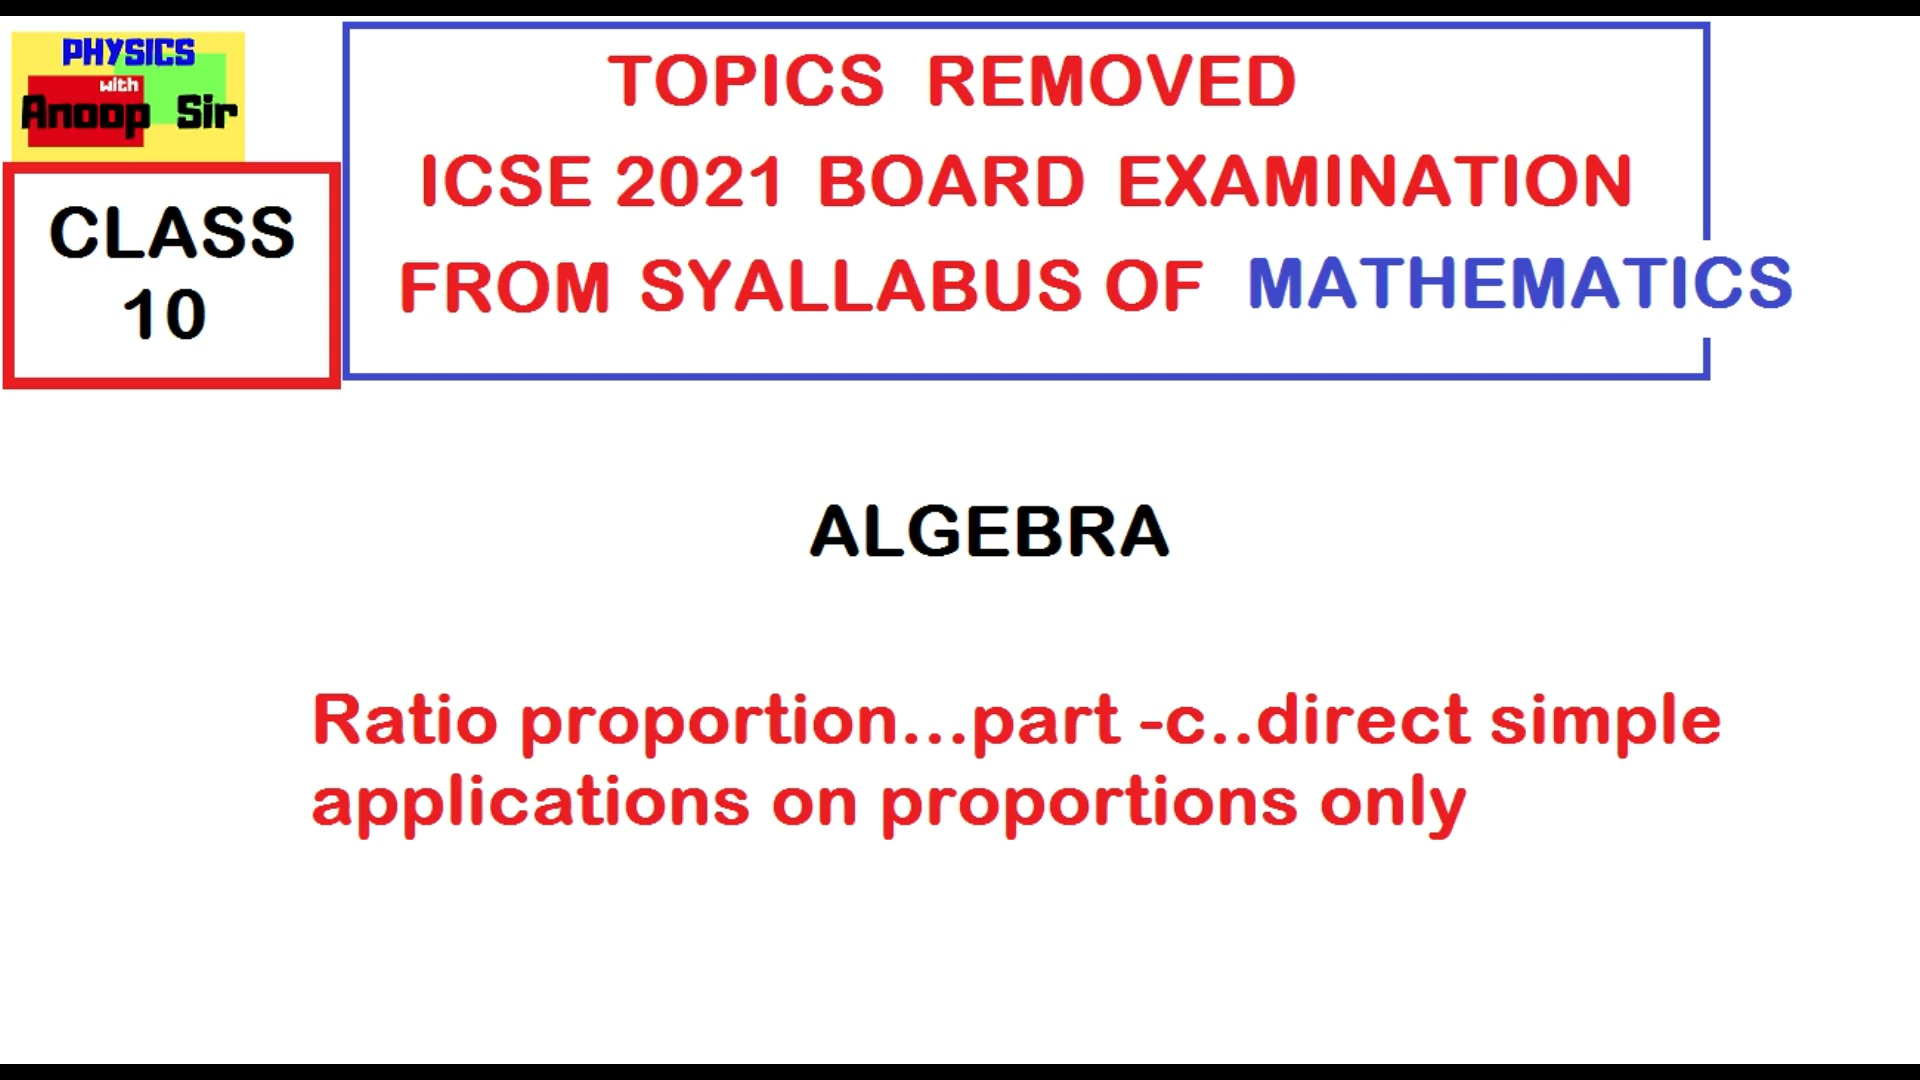 PHYSICS
with
Anoop Sir
CLASS
10
TOPICS REMOVED
ICSE 2021 BOARD EXAMINATION
FROM SYALLABUS OF MATHEMATICS
ALGEBRA
Ratio proportion...part -c..direct simple
applications on proportions only